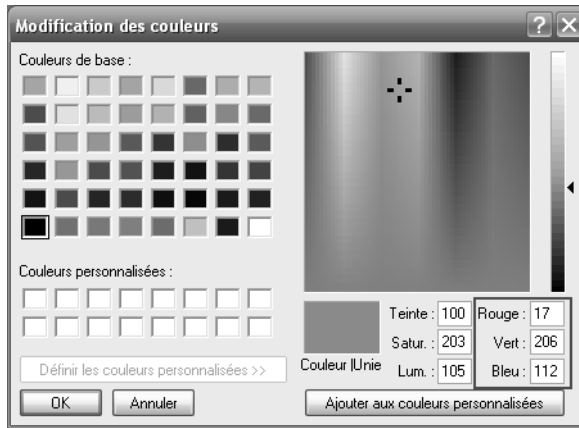 Modification des couleurs
Couleurs de base :
Couleurs personnalisées :
Définir les couleurs personnalisées >>
OK
Annuler
Couleur |Unie
Teinte : 100
Satur. : 203
Lum. : 105
Rouge : 17
Vert : 206
Bleu : 112
Ajouter aux couleurs personnalisées